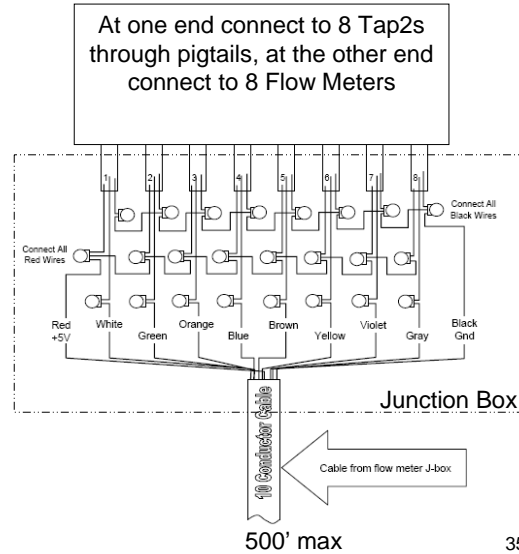 At one end connect to 8 Tap2s
through pigtails, at the other end
connect to 8 Flow Meters
1 2 3 4 5 6 7 8
Connect All
Black Wires
Connect All
Red Wires
Red
+5V
White
Green
Orange
Blue
Brown
Yellow
Violet
Gray
Black
Gnd
Junction Box
10 Conductor Cable
Cable from flow meter J-box
500' max
35